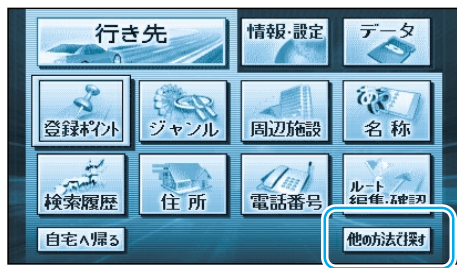 行き先
情報·設定
データ
登録ポイント
ジャンル
周辺施設
名称
検索履歴
住所
電話番号
ルート
編集·確認
自宅へ帰る
他の方法で探す